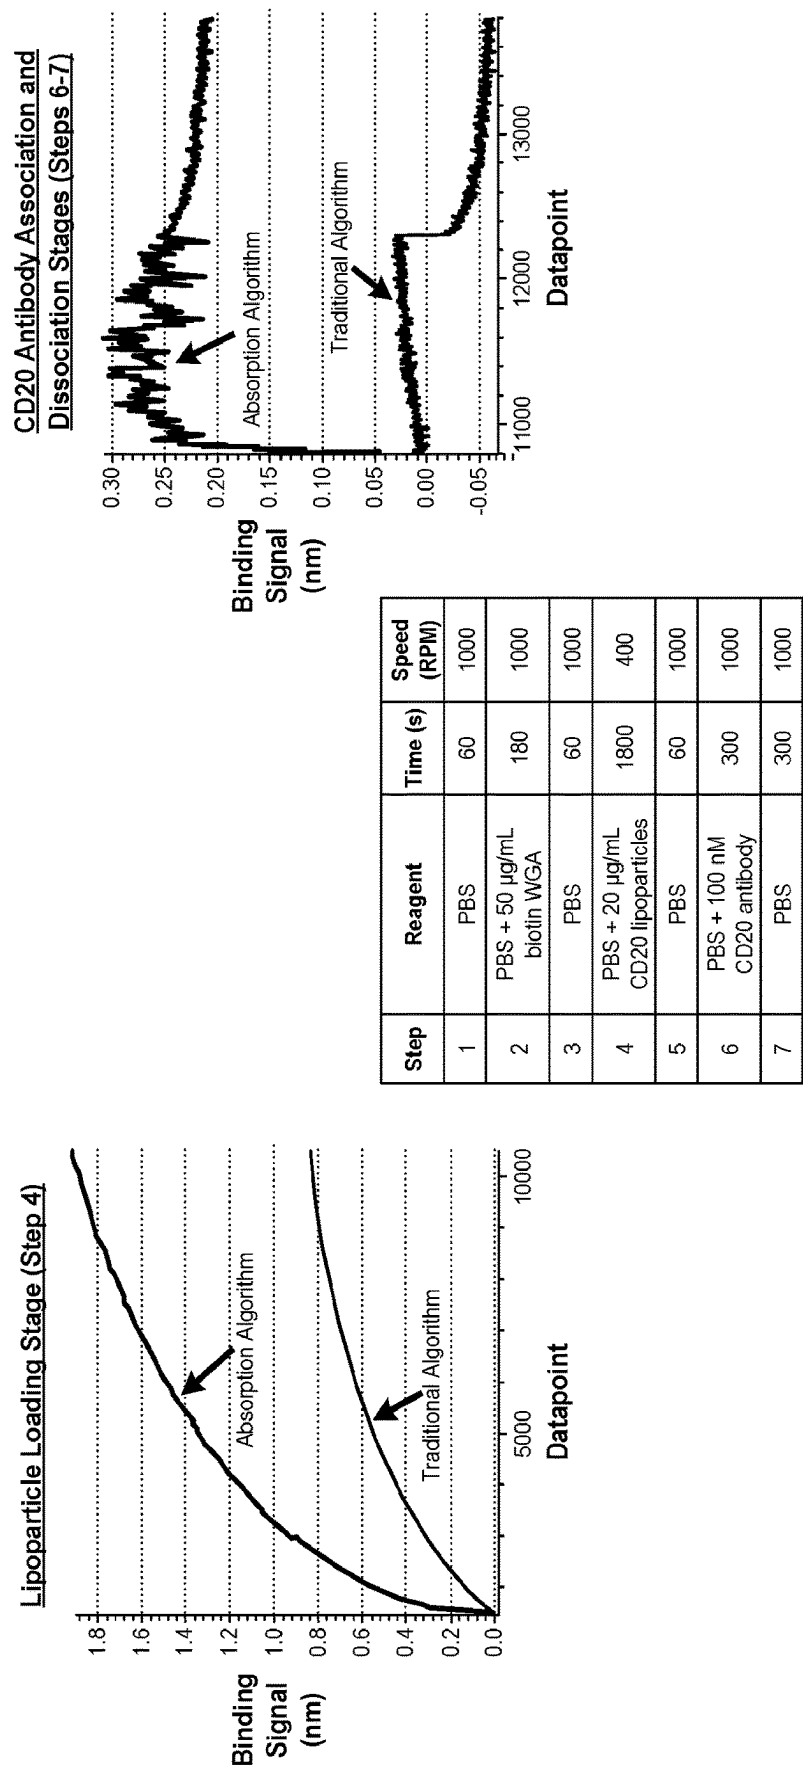 Lipoparticle Loading Stage (Step 4)
Binding
Signal
(nm)
1.8
1.6
1.4
1.2
1.0
0.8
0.6
0.4
0.2
0.0
Absorption Algorithm
Traditional Algorithm
5000
10000
Datapoint
Step Reagent Time (s) Speed
(RPM)
1 PBS 60 1000
2 PBS + 50 µg/mL
biotin WGA 180 1000
3 PBS 60 1000
4 PBS + 20 µg/mL
CD20 lipoparticles 1800 400
5 PBS 60 1000
6 PBS + 100 nM
CD20 antibody 300 1000
7 PBS 300 1000
CD20 Antibody Association and
Dissociation Stages (Steps 6-7)
Binding
Signal
(nm)
0.30
0.25
0.20
0.15
0.10
0.05
0.00
-0.05
Absorption Algorithm
Traditional Algorithm
11000
12000
13000
Datapoint